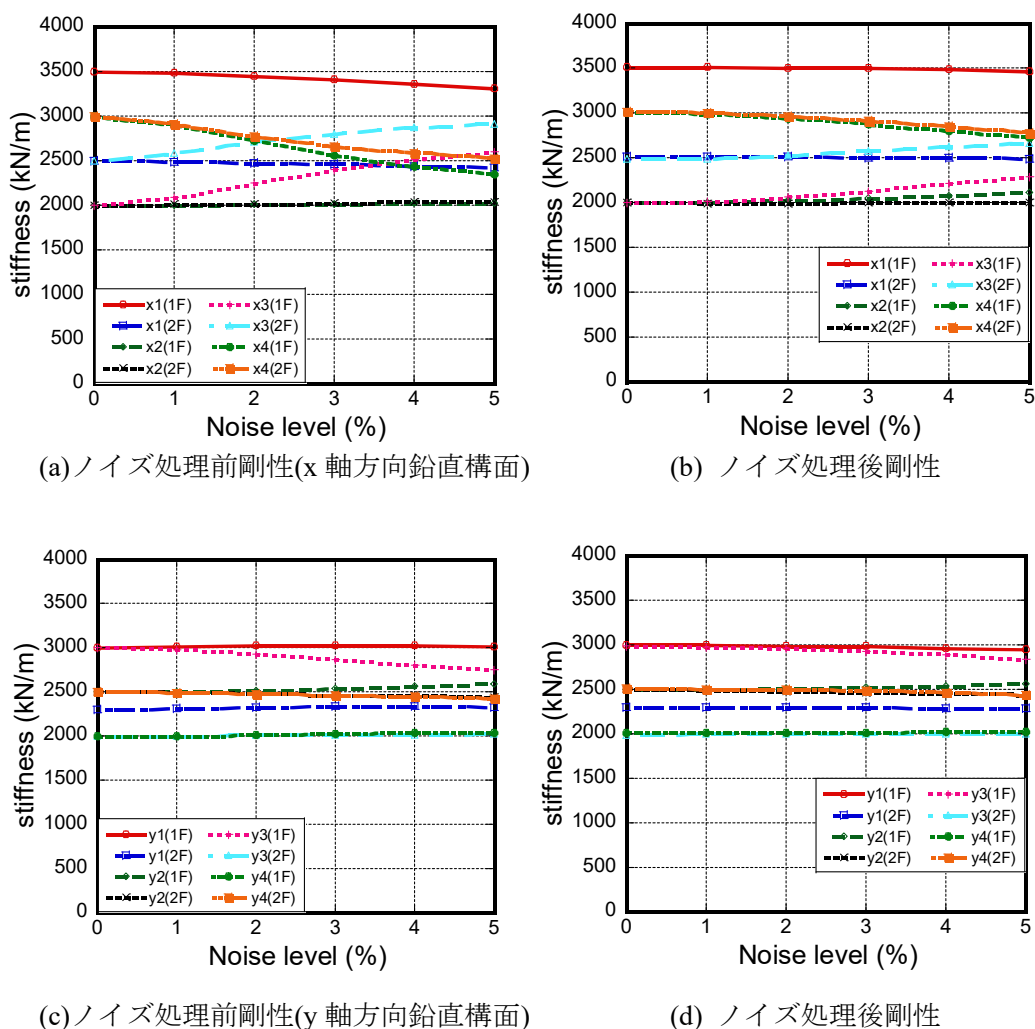 4000
3500
3000
2500
2000
1500
1000
500
0
stiffness (kN/m)
x1(1F) x3(1F)
x1(2F) x3(2F)
x2(1F) x4(1F)
x2(2F) x4(2F)
0 1 2 3 4 5
Noise level (%)
(a)ノイズ処理前剛性(x 軸方向鉛直構面)
4000
3500
3000
2500
2000
1500
1000
500
0
stiffness (kN/m)
x1(1F) x3(1F)
x1(2F) x3(2F)
x2(1F) x4(1F)
x2(2F) x4(2F)
0 1 2 3 4 5
Noise level (%)
(b) ノイズ処理後剛性
4000
3500
3000
2500
2000
1500
1000
500
0
stiffness (kN/m)
y1(1F) y3(1F)
y1(2F) y3(2F)
y2(1F) y4(1F)
y2(2F) y4(2F)
0 1 2 3 4 5
Noise level (%)
(c)ノイズ処理前剛性(y 軸方向鉛直構面)
4000
3500
3000
2500
2000
1500
1000
500
0
stiffness (kN/m)
y1(1F) y3(1F)
y1(2F) y3(2F)
y2(1F) y4(1F)
y2(2F) y4(2F)
0 1 2 3 4 5
Noise level (%)
(d) ノイズ処理後剛性